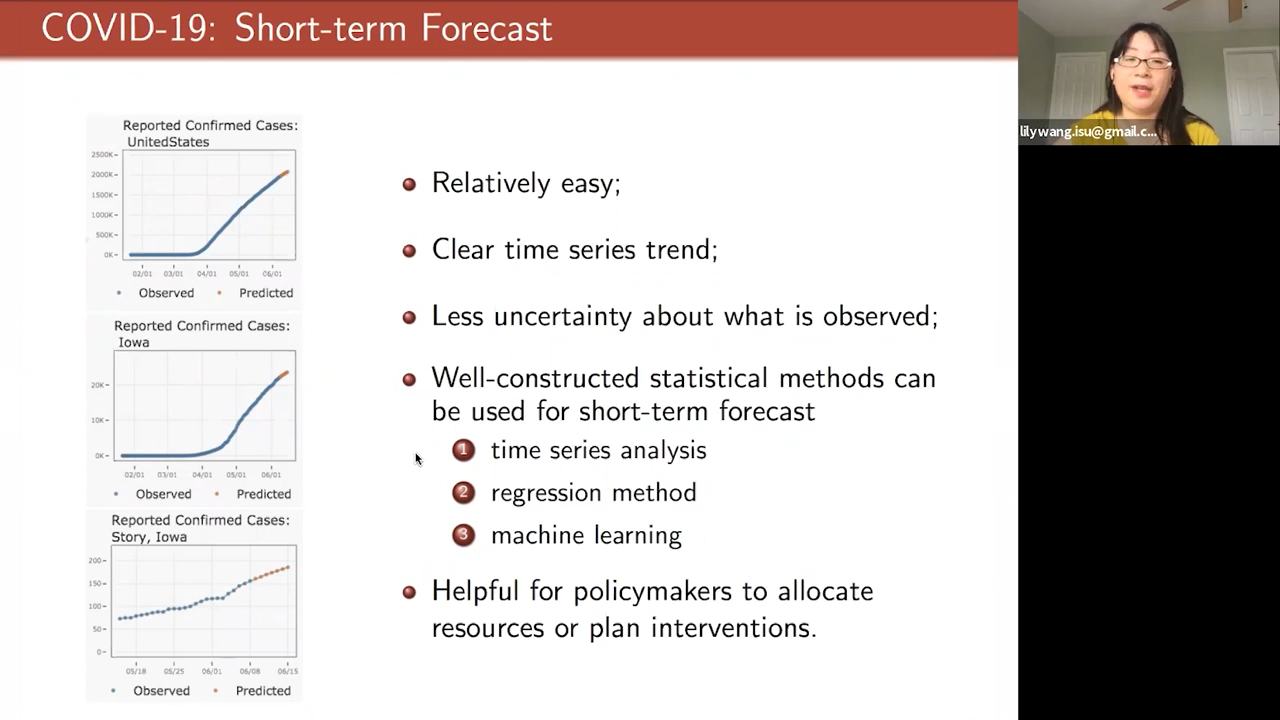 COVID-19: Short-term Forecast
lilywang.isu@gmail.c...
Reported Confirmed Cases:
UnitedStates
2500K
2000K
1500K
1000K
500K
0K
02/01 03/01 04/01 05/01 06/01
Observed Predicted
Reported Confirmed Cases:
Iowa
20K
10K
0K
02/01 03/01 04/01 05/01 06/01
Observed Predicted
Reported Confirmed Cases:
Story, Iowa
200
150
100
50
0
05/18 05/25 06/01 06/08 06/15
Observed Predicted
Relatively easy;
Clear time series trend;
Less uncertainty about what is observed;
Well-constructed statistical methods can
be used for short-term forecast
1 time series analysis
2 regression method
3 machine learning
Helpful for policymakers to allocate
resources or plan interventions.